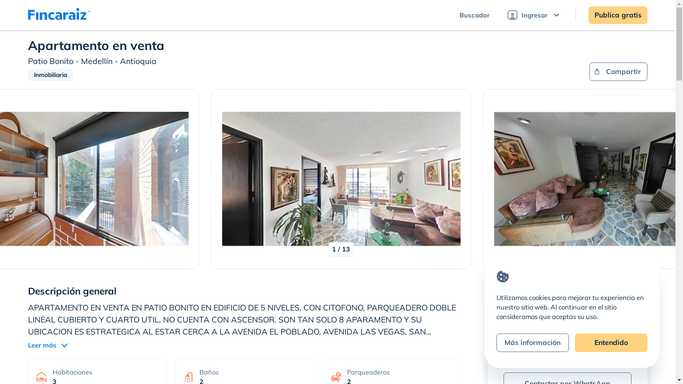 Fincaraiz
Buscador
Ingresar
Publica gratis
Apartamento en venta
Patio Bonito - Medellín - Antioquia
Inmobiliaria
Compartir
1 / 13
Descripción general
APARTAMENTO EN VENTA EN PATIO BONITO EN EDIFICIO DE 5 NIVELES, CON CITOFONO, PARQUEADERO DOBLE
LINEAL CUBIERTO Y CUARTO UTIL, NO CUENTA CON ASCENSOR. SON TAN SOLO 8 APARAMENTO Y SU
UBICACION ES ESTRATEGICA AL ESTAR CERCA A LA AVENIDA EL POBLADO, AVENIDA LAS VEGAS, SAN...
Leer más
Habitaciones
3
Baños
2
Parqueaderos
2
Utilizamos cookies para mejorar tu experiencia en
nuestro sitio web. Al continuar en el sitio
consideramos que aceptas su uso.
Más información
Entendido
Contactar por WhatsApp